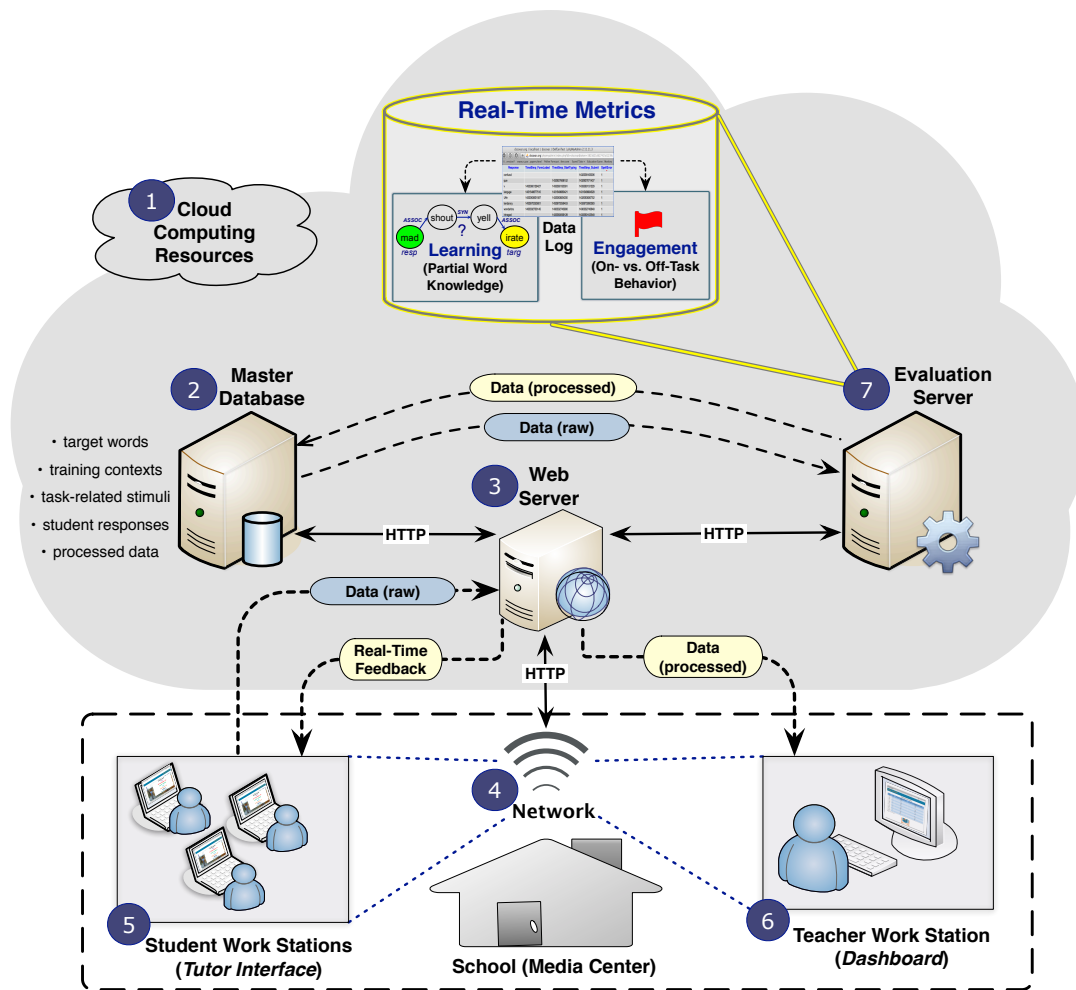 Real-Time Metrics
ASSOC
SYN
ASSOC
shout
yell
?
mad
irate
resp
targ
Learning
(Partial Word
Knowledge)
Data
Log
Engagement
(On- vs. Off-Task
Behavior)
1
Cloud
Computing
Resources
2
Master
Database
• target words
• training contexts
• task-related stimuli
• student responses
• processed data
Data (processed)
Data (raw)
7
Evaluation
Server
3
Web
Server
HTTP
HTTP
Data (raw)
Real-Time
Feedback
HTTP
Data
(processed)
4
Network
5
Student Work Stations
(Tutor Interface)
School (Media Center)
6
Teacher Work Station
(Dashboard)